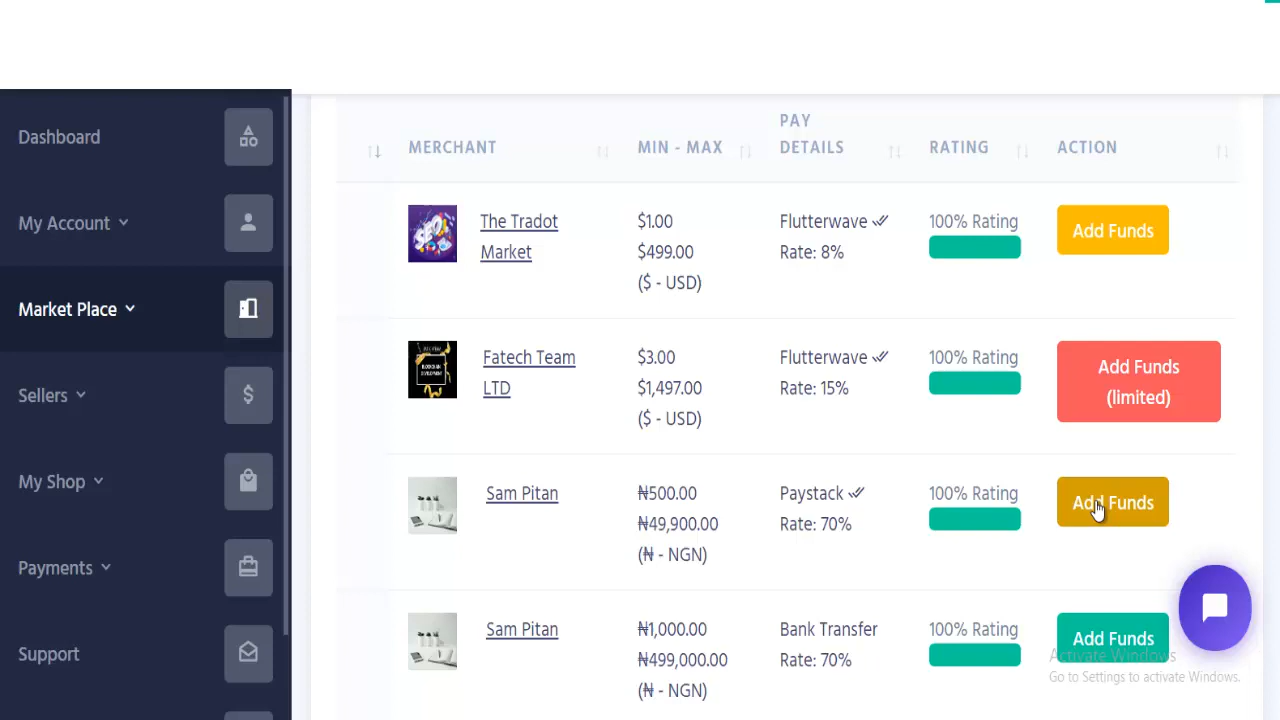 PAY
MERCHANT MIN - MAX DETAILS RATING ACTION
Dashboard
My Account
Market Place
Sellers
My Shop
Payments
Support
The Tradot
Market
$1.00
$499.00
($ - USD)
Flutterwave
Rate: 8%
100% Rating
Add Funds
Fatech Team
LTD
$3.00
$1,497.00
($ - USD)
Flutterwave
Rate: 15%
100% Rating
Add Funds
(limited)
Sam Pitan
₦500.00
₦49,900.00
(₦ - NGN)
Paystack
Rate: 70%
100% Rating
Add Funds
Sam Pitan
₦1,000.00
₦499,000.00
(₦ - NGN)
Bank Transfer
Rate: 70%
100% Rating
Add Funds
Activate Windows
Go to Settings to activate Windows.
SEO